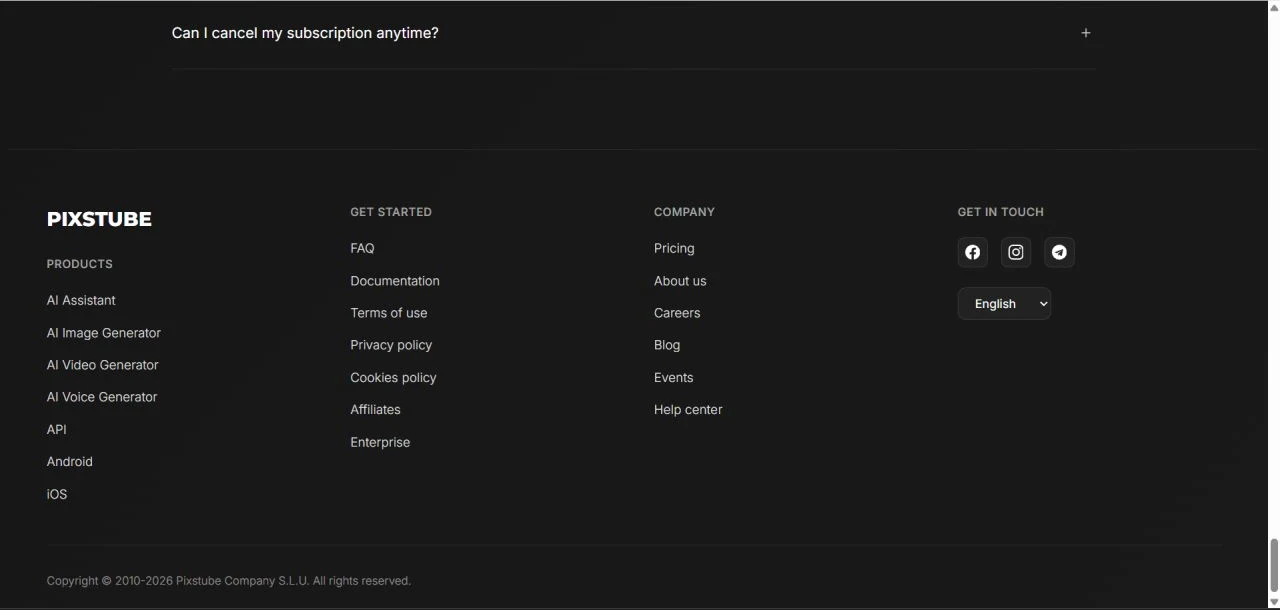 Can I cancel my subscription anytime?
+
PIXSTUBE
PRODUCTS
AI Assistant
AI Image Generator
AI Video Generator
AI Voice Generator
API
Android
iOS
GET STARTED
FAQ
Documentation
Terms of use
Privacy policy
Cookies policy
Affiliates
Enterprise
COMPANY
Pricing
About us
Careers
Blog
Events
Help center
GET IN TOUCH
English
Copyright © 2010-2026 Pixstube Company S.L.U. All rights reserved.